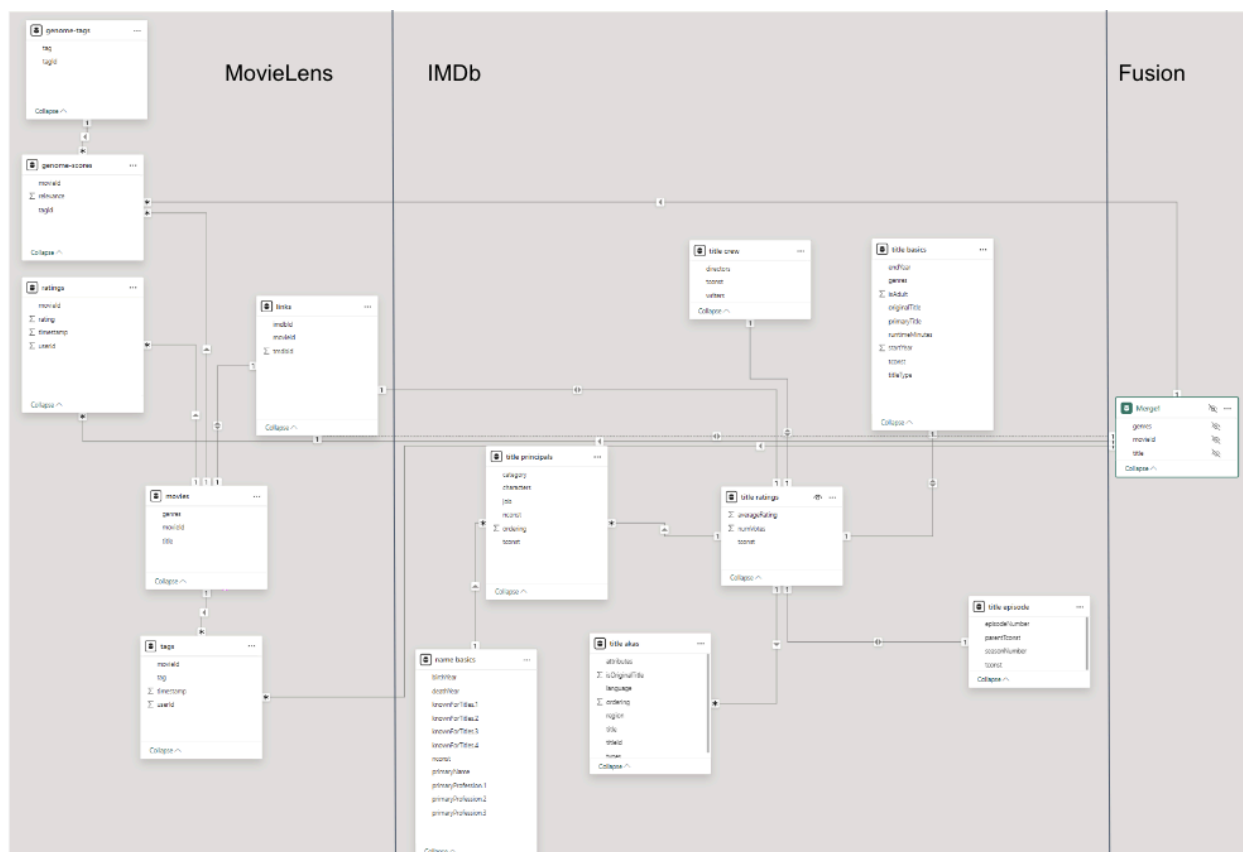 genome-tags
tag
tagId
Collapse
MovieLens
IMDb
Fusion
genome-scores
movieId
relevance
tagId
Collapse
ratings
movieId
rating
timestamp
userId
Collapse
links
imdbId
movieId
tmdbId
Collapse
title crew
directors
tconst
writers
Collapse
title basics
endYear
genres
isAdult
originalTitle
primaryTitle
runtimeMinutes
startYear
tconst
titleType
Collapse
Merge1
genres
movieId
title
Collapse
title principals
category
characters
job
nconst
ordering
tconst
Collapse
title ratings
averageRating
numVotes
tconst
Collapse
movies
genres
movieId
title
Collapse
title episode
episodeNumber
parentTconst
seasonNumber
tconst
Collapse
tags
movieId
tag
timestamp
userId
Collapse
name basics
birthYear
deathYear
knownForTitles.1
knownForTitles.2
knownForTitles.3
knownForTitles.4
nconst
primaryName
primaryProfession.1
primaryProfession.2
primaryProfession.3
Collapse
title akas
attributes
isOriginalTitle
language
ordering
region
title
titleId
types
Collapse